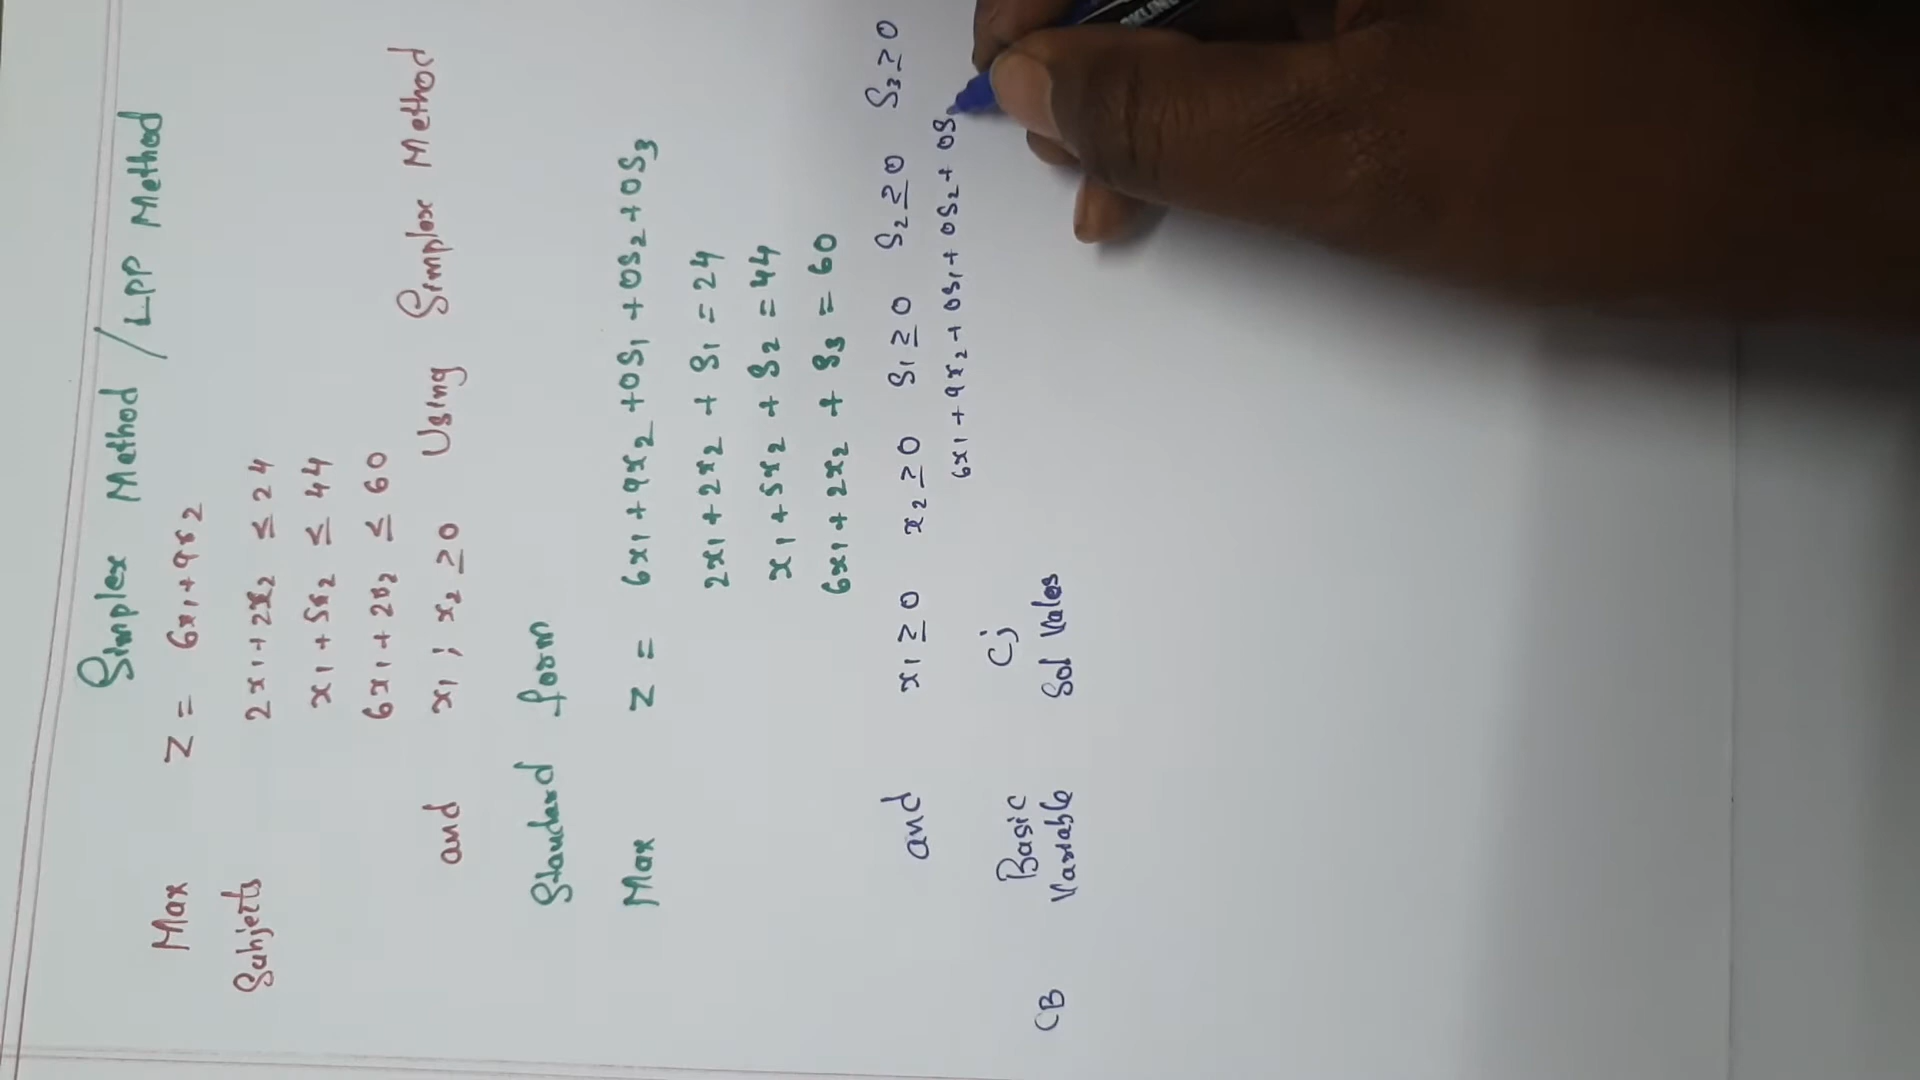 Simplex Method / LPP Method
Max Z = 6x1 + 9x2
Subjects 2x1 + 2x2 ≤ 24
x1 + 5x2 ≤ 44
6x1 + 2x2 ≤ 60
and x1 ; x2 ≥ 0 Using Simplex Method
Standard form
Max Z = 6x1 + 9x2 + 0S1 + 0S2 + 0S3
2x1 + 2x2 + S1 = 24
x1 + 5x2 + S2 = 44
6x1 + 2x2 + S3 = 60
and x1 ≥ 0 x2 ≥ 0 S1 ≥ 0 S2 ≥ 0 S3 ≥ 0
6x1 + 9x2 + 0S1 + 0S2 + 0S
Basic Cj
CB Variable Sol Vales